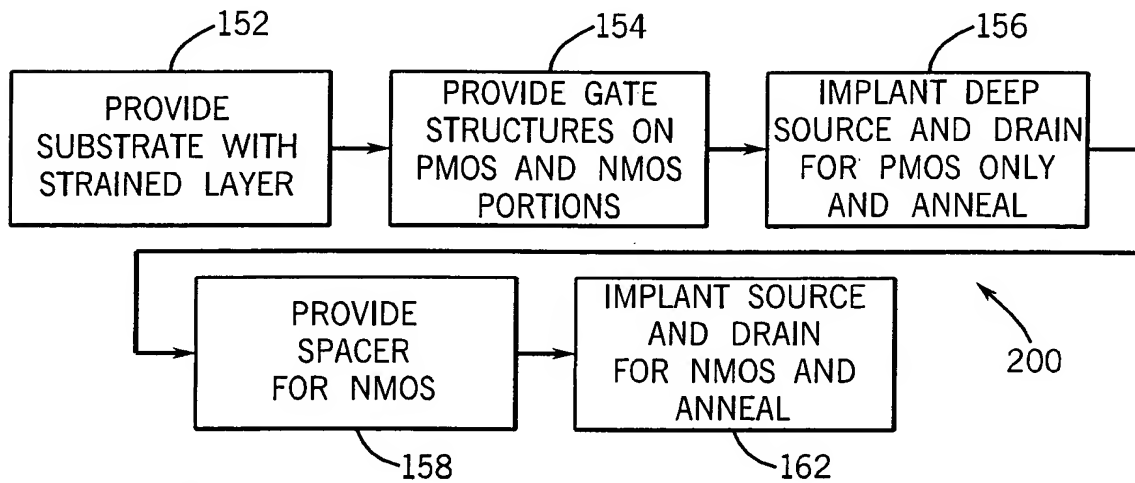 152
PROVIDE
SUBSTRATE WITH
STRAINED LAYER
154
PROVIDE GATE
STRUCTURES ON
PMOS AND NMOS
PORTIONS
156
IMPLANT DEEP
SOURCE AND DRAIN
FOR PMOS ONLY
AND ANNEAL
PROVIDE
SPACER
FOR NMOS
158
IMPLANT SOURCE
AND DRAIN
FOR NMOS AND
ANNEAL
162
200